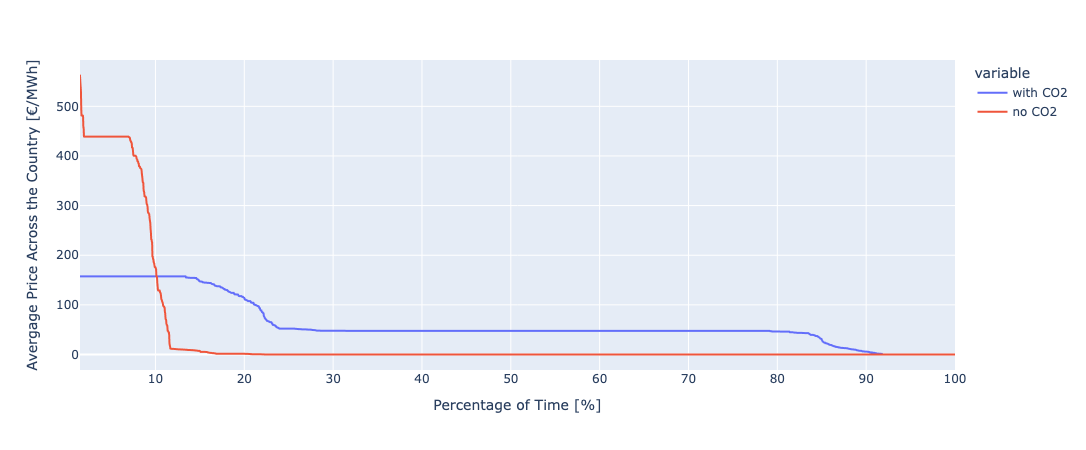 Avergage Price Across the Country [€/MWh]
500
400
300
200
100
0
10 20 30 40 50 60 70 80 90 100
Percentage of Time [%]
variable
with CO2
no CO2